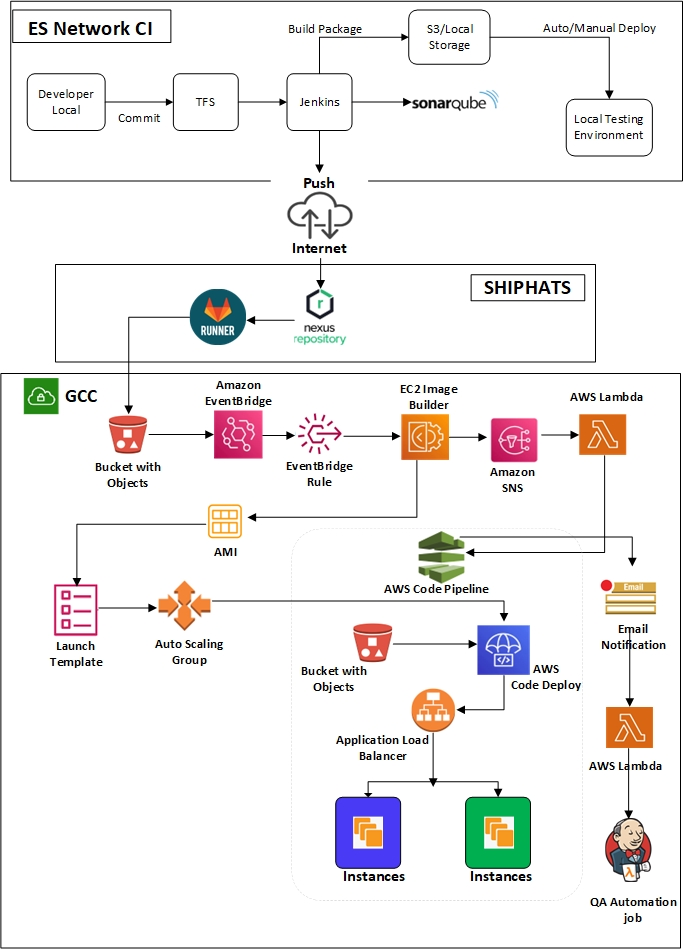 ES Network CI
Build Package
S3/Local
Storage
Auto/Manual Deploy
Developer
Local
Commit
TFS
Jenkins
sonarqube
Local Testing
Environment
Push
Internet
SHIPHATS
RUNNER
r
nexus
repository
GCC
Amazon
EventBridge
EC2 Image
Builder
AWS Lambda
Bucket with
Objects
EventBridge
Rule
Amazon
SNS
AMI
AWS Code Pipeline
Email
Launch
Template
Auto Scaling
Group
Email
Notification
Bucket with
Objects
AWS
Code Deploy
Application Load
Balancer
AWS Lambda
Instances
Instances
QA Automation
job